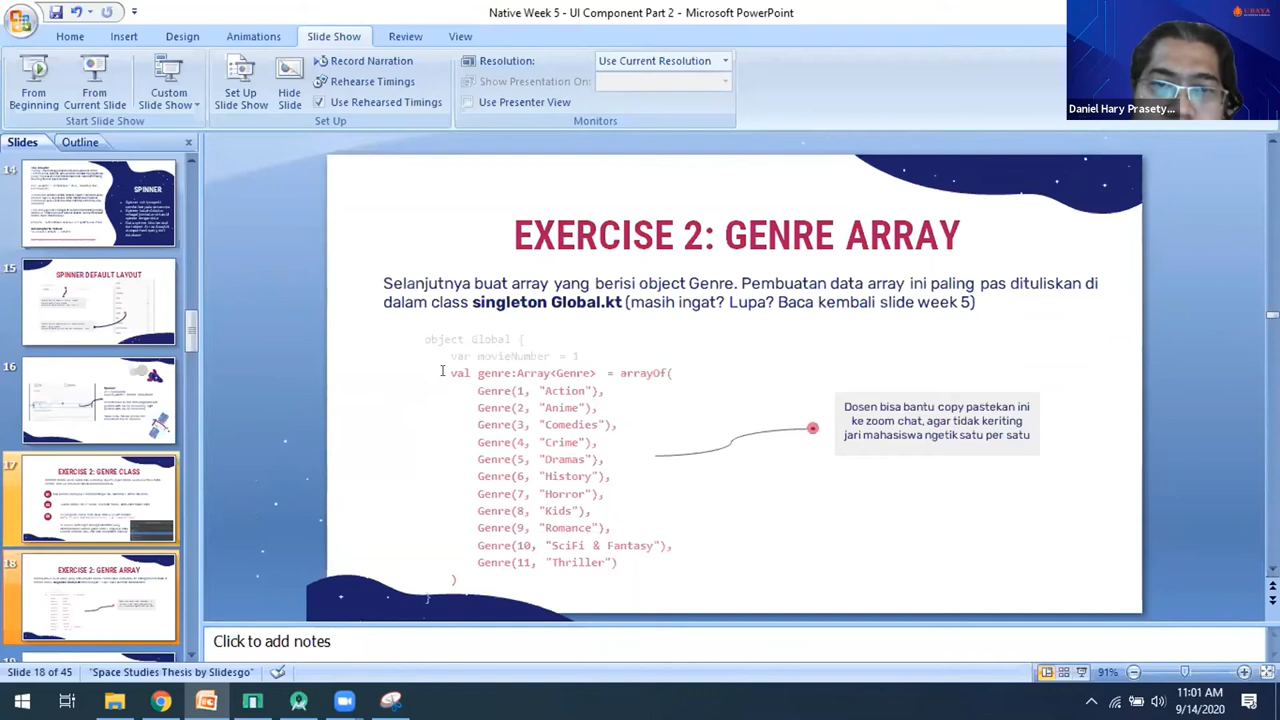 Native Week 5 - UI Component Part 2 - Microsoft PowerPoint
UBAYA
Home
Insert
Design
Animations
Slide Show
Review
View
From
Beginning
From
Current Slide
Custom
Slide Show
Start Slide Show
Set Up
Slide Show
Hide
Slide
Record Narration
Rehearse Timings
Use Rehearsed Timings
Set Up
Resolution:
Use Current Resolution
Show Presentation On:
Use Presenter View
Monitors
Daniel Hary Prasety...
Slides
Outline
14
SPINNER
15
SPINNER DEFAULT LAYOUT
16
17
EXERCISE 2: GENRE CLASS
18
EXERCISE 2: GENRE ARRAY
EXERCISE 2: GENRE ARRAY
Selanjutnya buat array yang berisi object Genre. Pembuatan data array ini paling pas dituliskan di
dalam class singleton Global.kt (masih ingat? Lupa? Baca kembali slide week 5)
object Global {
var movieNumber = 1
val genre:Array<Genre> = arrayOf(
Genre(1, "Action"),
Genre(2, "Anime"),
Genre(3, "Comedies"),
Genre(4, "Crime"),
Genre(5, "Dramas"),
Genre(6, "History"),
"),
"),
ence"),
Genre(10, "SciFi & Fantasy"),
Genre(11, "Thriller")
)
}
Dosen bisa bantu copy pastekan ini
ke zoom chat, agar tidak keriting
jari mahasiswa ngetik satu per satu
Click to add notes
Slide 18 of 45
"Space Studies Thesis by Slidesgo"
91%
11:01 AM
9/14/2020